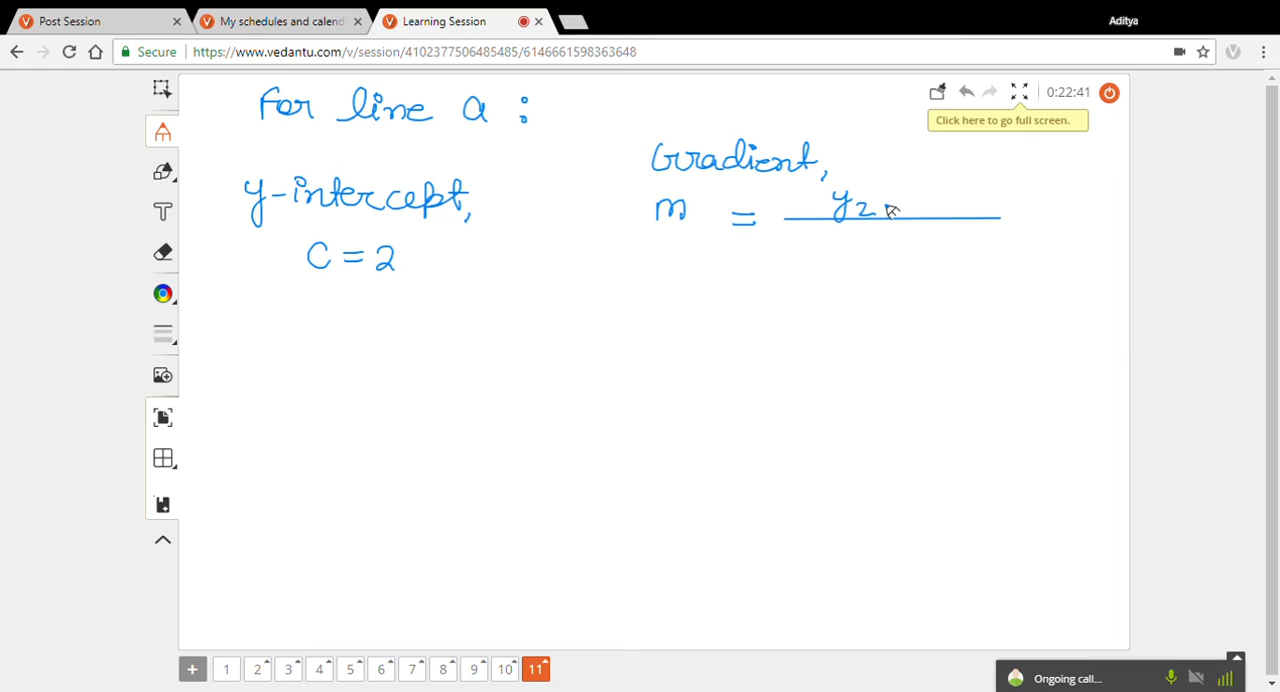 Post Session
My schedules and calend
Learning Session
Aditya
Secure
https://www.vedantu.com/v/session/4102377506485485/6146661598363648
0:22:41
Click here to go full screen.
For line a :
Gradient,
y-intercept,
m = y2
C = 2
T
+ 1 2 3 4 5 6 7 8 9 10 11
Ongoing call...